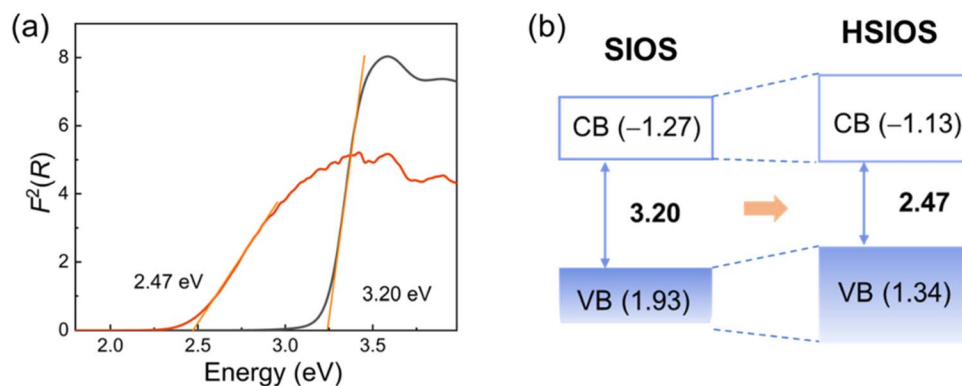 (a)
F²(R)
8
6
4
2
0
2.47 eV
3.20 eV
2.0
2.5
3.0
3.5
Energy (eV)
(b)
SIOS
HSIOS
CB (−1.27)
CB (−1.13)
3.20
2.47
VB (1.93)
VB (1.34)